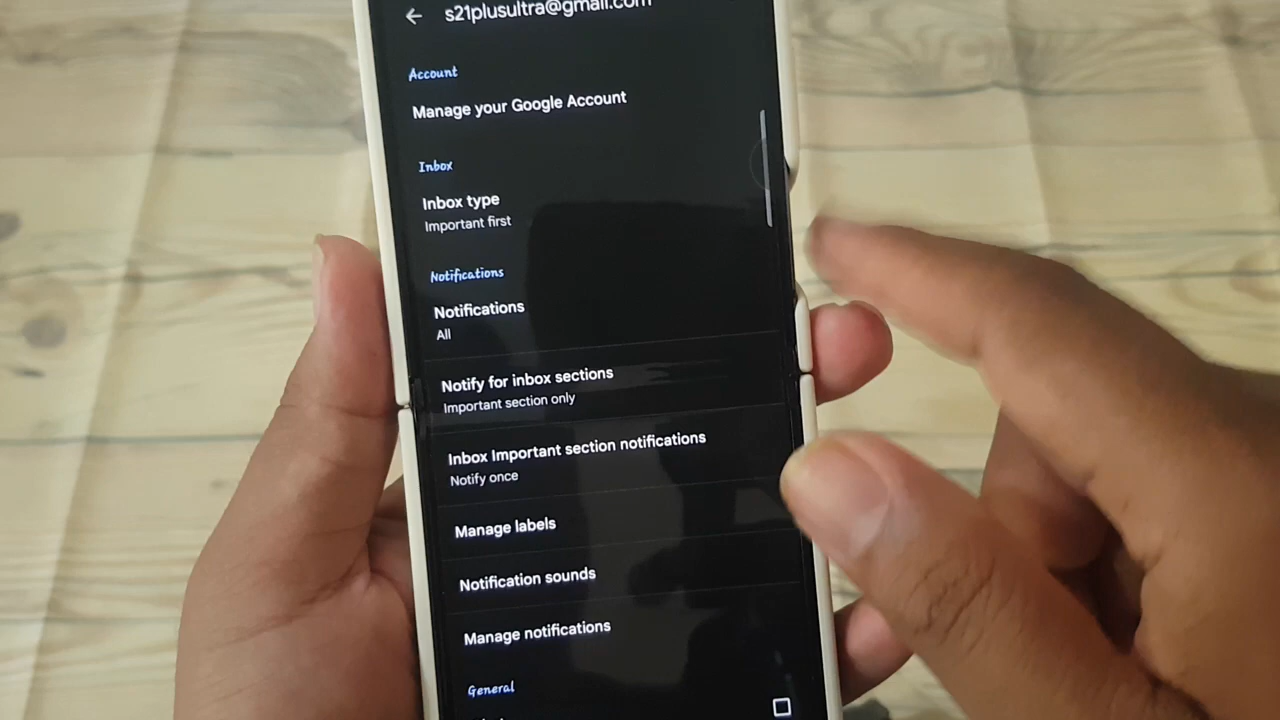 s21plusultra@gmail.com
Account
Manage your Google Account
Inbox
Inbox type
Important first
Notifications
Notifications
All
Notify for inbox sections
Important section only
Inbox Important section notifications
Notify once
Manage labels
Notification sounds
Manage notifications
General